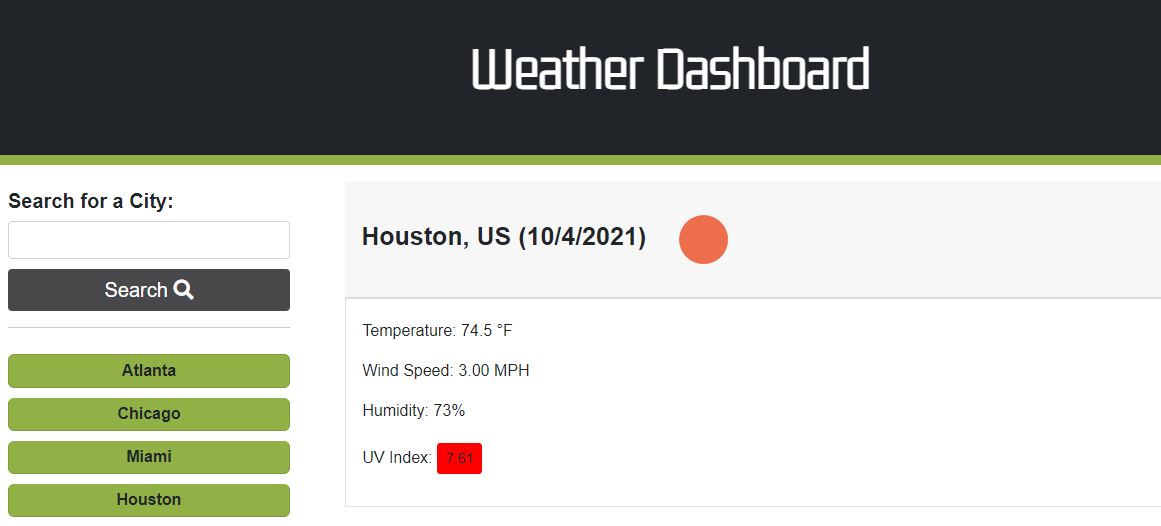 Weather Dashboard
Search for a City:
Search
Atlanta
Chicago
Miami
Houston
Houston, US (10/4/2021)
Temperature: 74.5 °F
Wind Speed: 3.00 MPH
Humidity: 73%
UV Index: 7.61